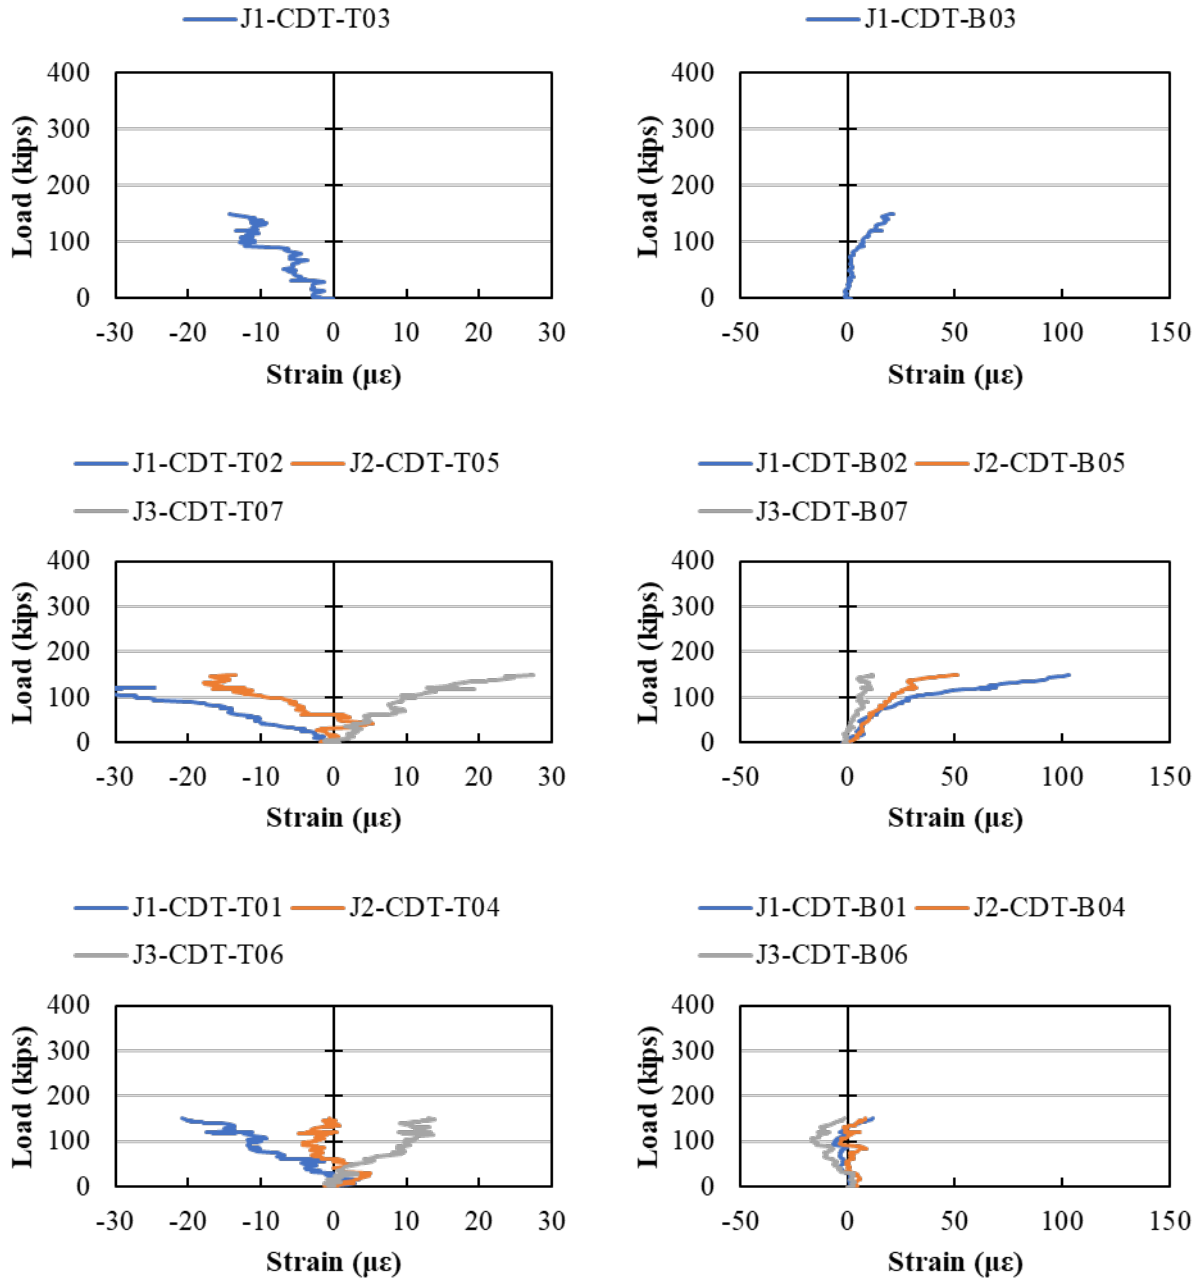 J1-CDT-T03
400
300
200
100
0
Load (kips)
-30 -20 -10 0 10 20 30
Strain (με)
J1-CDT-B03
400
300
200
100
0
Load (kips)
-50 0 50 100 150
Strain (με)
J1-CDT-T02 J2-CDT-T05
J3-CDT-T07
400
300
200
100
0
Load (kips)
-30 -20 -10 0 10 20 30
Strain (με)
J1-CDT-B02 J2-CDT-B05
J3-CDT-B07
400
300
200
100
0
Load (kips)
-50 0 50 100 150
Strain (με)
J1-CDT-T01 J2-CDT-T04
J3-CDT-T06
400
300
200
100
0
Load (kips)
-30 -20 -10 0 10 20 30
Strain (με)
J1-CDT-B01 J2-CDT-B04
J3-CDT-B06
400
300
200
100
0
Load (kips)
-50 0 50 100 150
Strain (με)